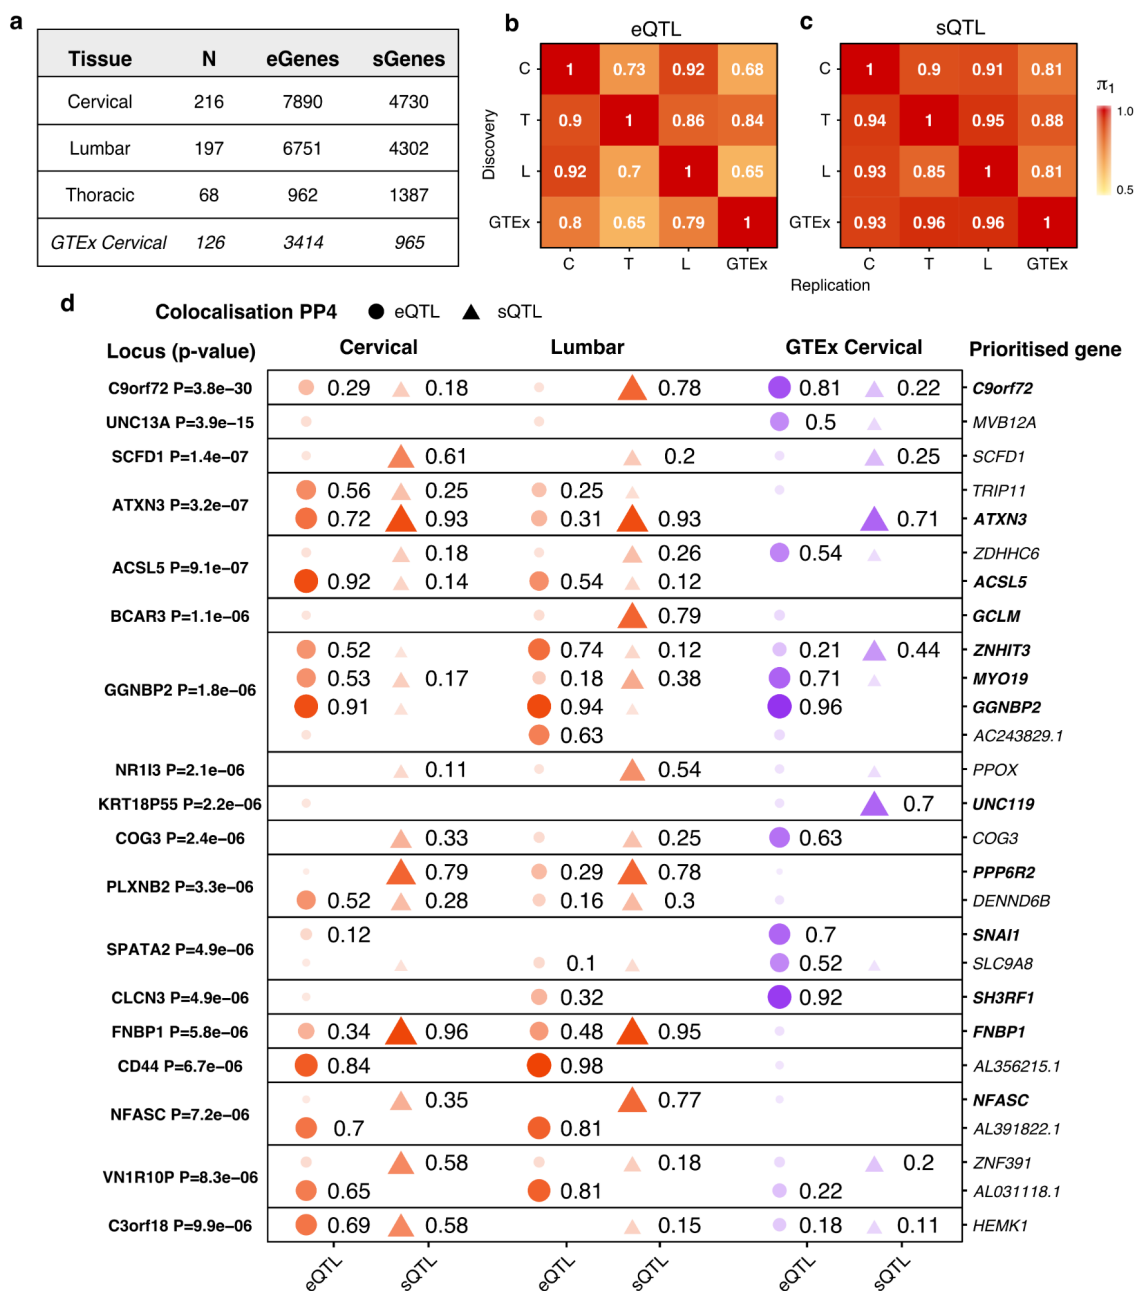 a
Tissue N eGenes sGenes
Cervical 216 7890 4730
Lumbar 197 6751 4302
Thoracic 68 962 1387
GTEx Cervical 126 3414 965
b
eQTL
Discovery
C 1 0.73 0.92 0.68
T 0.9 1 0.86 0.84
L 0.92 0.7 1 0.65
GTEx 0.8 0.65 0.79 1
C T L GTEx
c
sQTL
C 1 0.9 0.91 0.81
T 0.94 1 0.95 0.88
L 0.93 0.85 1 0.81
GTEx 0.93 0.96 0.96 1
C T L GTEx
Replication
π1
1.0
0.5
d
Colocalisation PP4 eQTL sQTL
Locus (p-value) Cervical Lumbar GTEx Cervical Prioritised gene
C9orf72 P=3.8e−30 0.29 0.18 0.78 0.81 0.22 C9orf72
UNC13A P=3.9e−15 0.5 MVB12A
SCFD1 P=1.4e−07 0.61 0.2 0.25 SCFD1
ATXN3 P=3.2e−07
0.56 0.25 0.25 TRIP11
0.72 0.93 0.31 0.93 0.71 ATXN3
ACSL5 P=9.1e−07
0.18 0.26 0.54 ZDHHC6
0.92 0.14 0.54 0.12 ACSL5
BCAR3 P=1.1e−06 0.79 GCLM
GGNBP2 P=1.8e−06
0.52 0.74 0.12 0.21 0.44 ZNHIT3
0.53 0.17 0.18 0.38 0.71 MYO19
0.91 0.94 0.96 GGNBP2
0.63 AC243829.1
NR1I3 P=2.1e−06 0.11 0.54 PPOX
KRT18P55 P=2.2e−06 0.7 UNC119
COG3 P=2.4e−06 0.33 0.25 0.63 COG3
PLXNB2 P=3.3e−06
0.79 0.29 0.78 PPP6R2
0.52 0.28 0.16 0.3 DENND6B
SPATA2 P=4.9e−06
0.12 0.7 SNAI1
0.1 0.52 SLC9A8
CLCN3 P=4.9e−06 0.32 0.92 SH3RF1
FNBP1 P=5.8e−06 0.34 0.96 0.48 0.95 FNBP1
CD44 P=6.7e−06 0.84 0.98 AL356215.1
NFASC P=7.2e−06
0.35 0.77 NFASC
0.7 0.81 AL391822.1
VN1R10P P=8.3e−06
0.58 0.18 0.2 ZNF391
0.65 0.81 0.22 AL031118.1
C3orf18 P=9.9e−06 0.69 0.58 0.15 0.18 0.11 HEMK1
eQTL sQTL eQTL sQTL eQTL sQTL